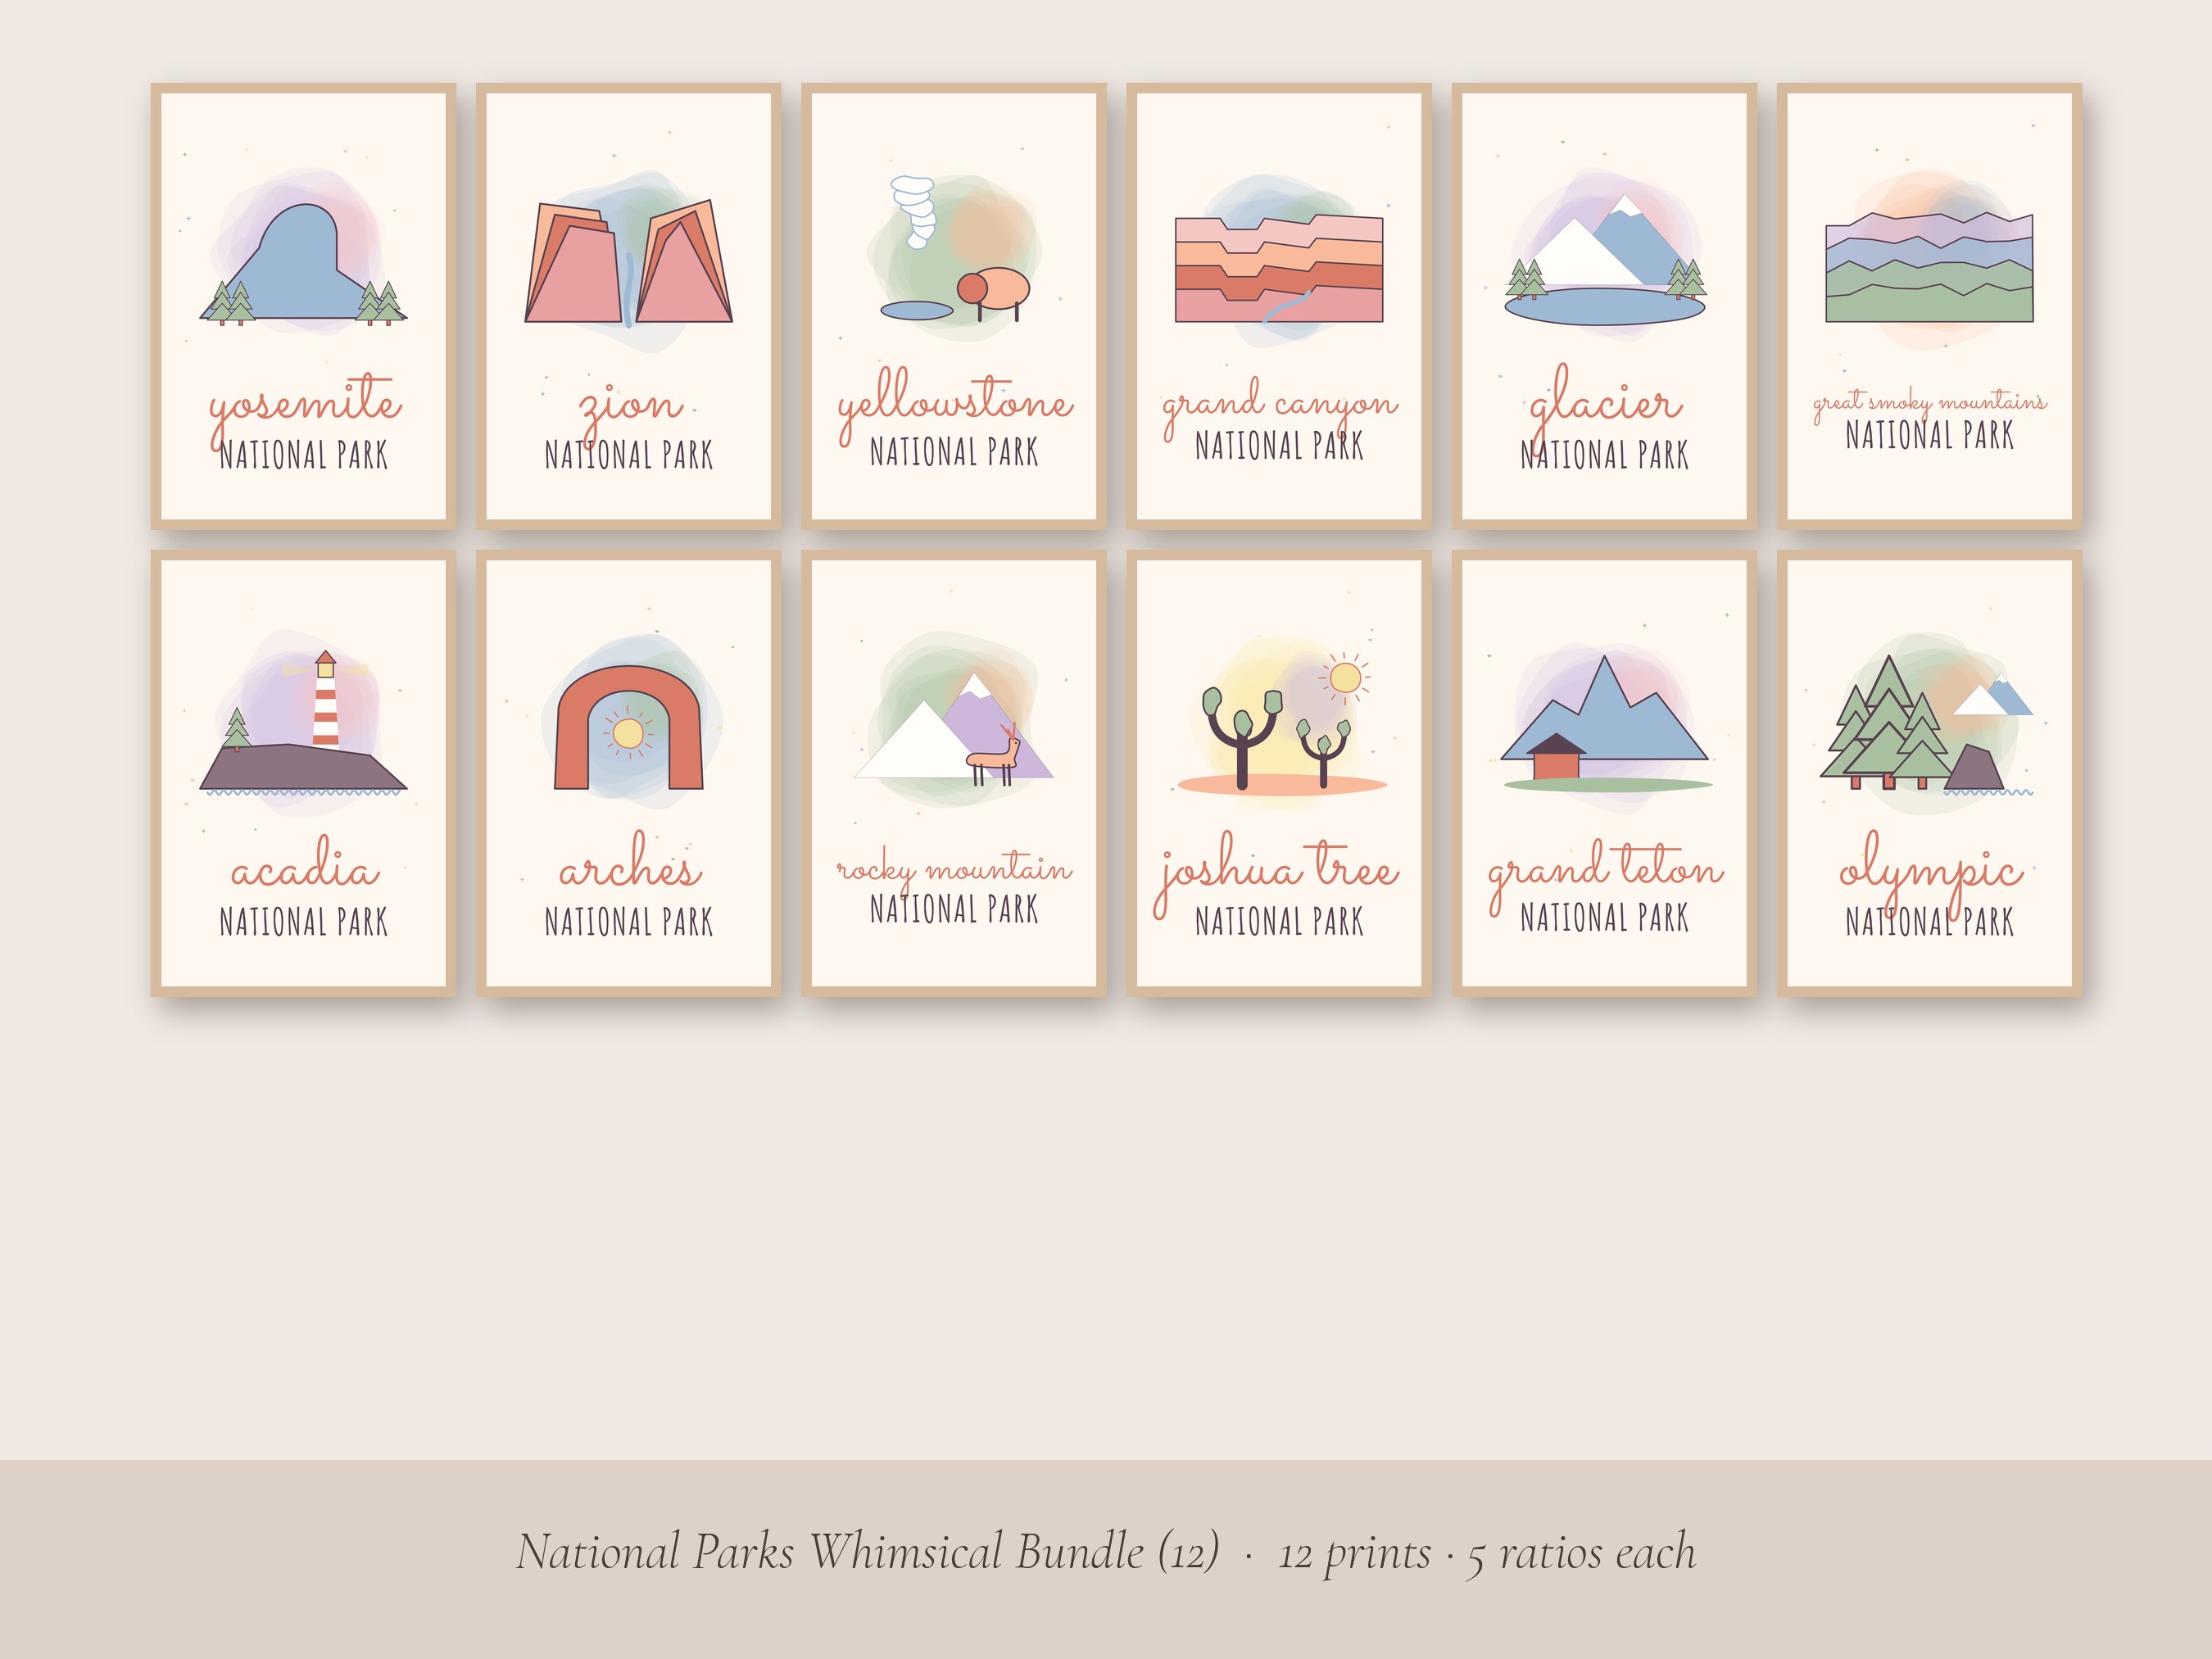 yosemite
NATIONAL PARK
zion
NATIONAL PARK
yellowstone
NATIONAL PARK
grand canyon
NATIONAL PARK
glacier
NATIONAL PARK
great smoky mountains
NATIONAL PARK
acadia
NATIONAL PARK
arches
NATIONAL PARK
rocky mountain
NATIONAL PARK
joshua tree
NATIONAL PARK
grand teton
NATIONAL PARK
olympic
NATIONAL PARK
National Parks Whimsical Bundle (12) · 12 prints · 5 ratios each